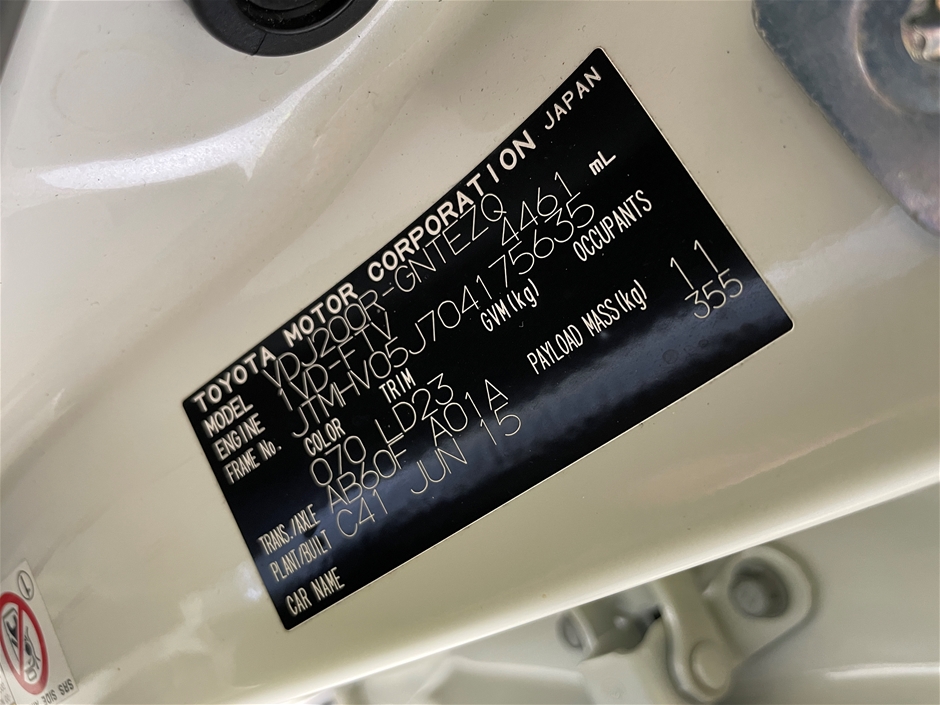 TOYOTA MOTOR CORPORATION JAPAN
MODEL VDJ200R-GNTEZQ
ENGINE 1VD-FTV 4461 mL
FRAME No. JTMHV05J704175635
COLOR TRIM GVM(kg) OCCUPANTS
070 LD23
TRANS./AXLE AB60F A01A PAYLOAD MASS(kg) 11
PLANT/BUILT C41 JUN 15 355
CAR NAME
SRS SIDE